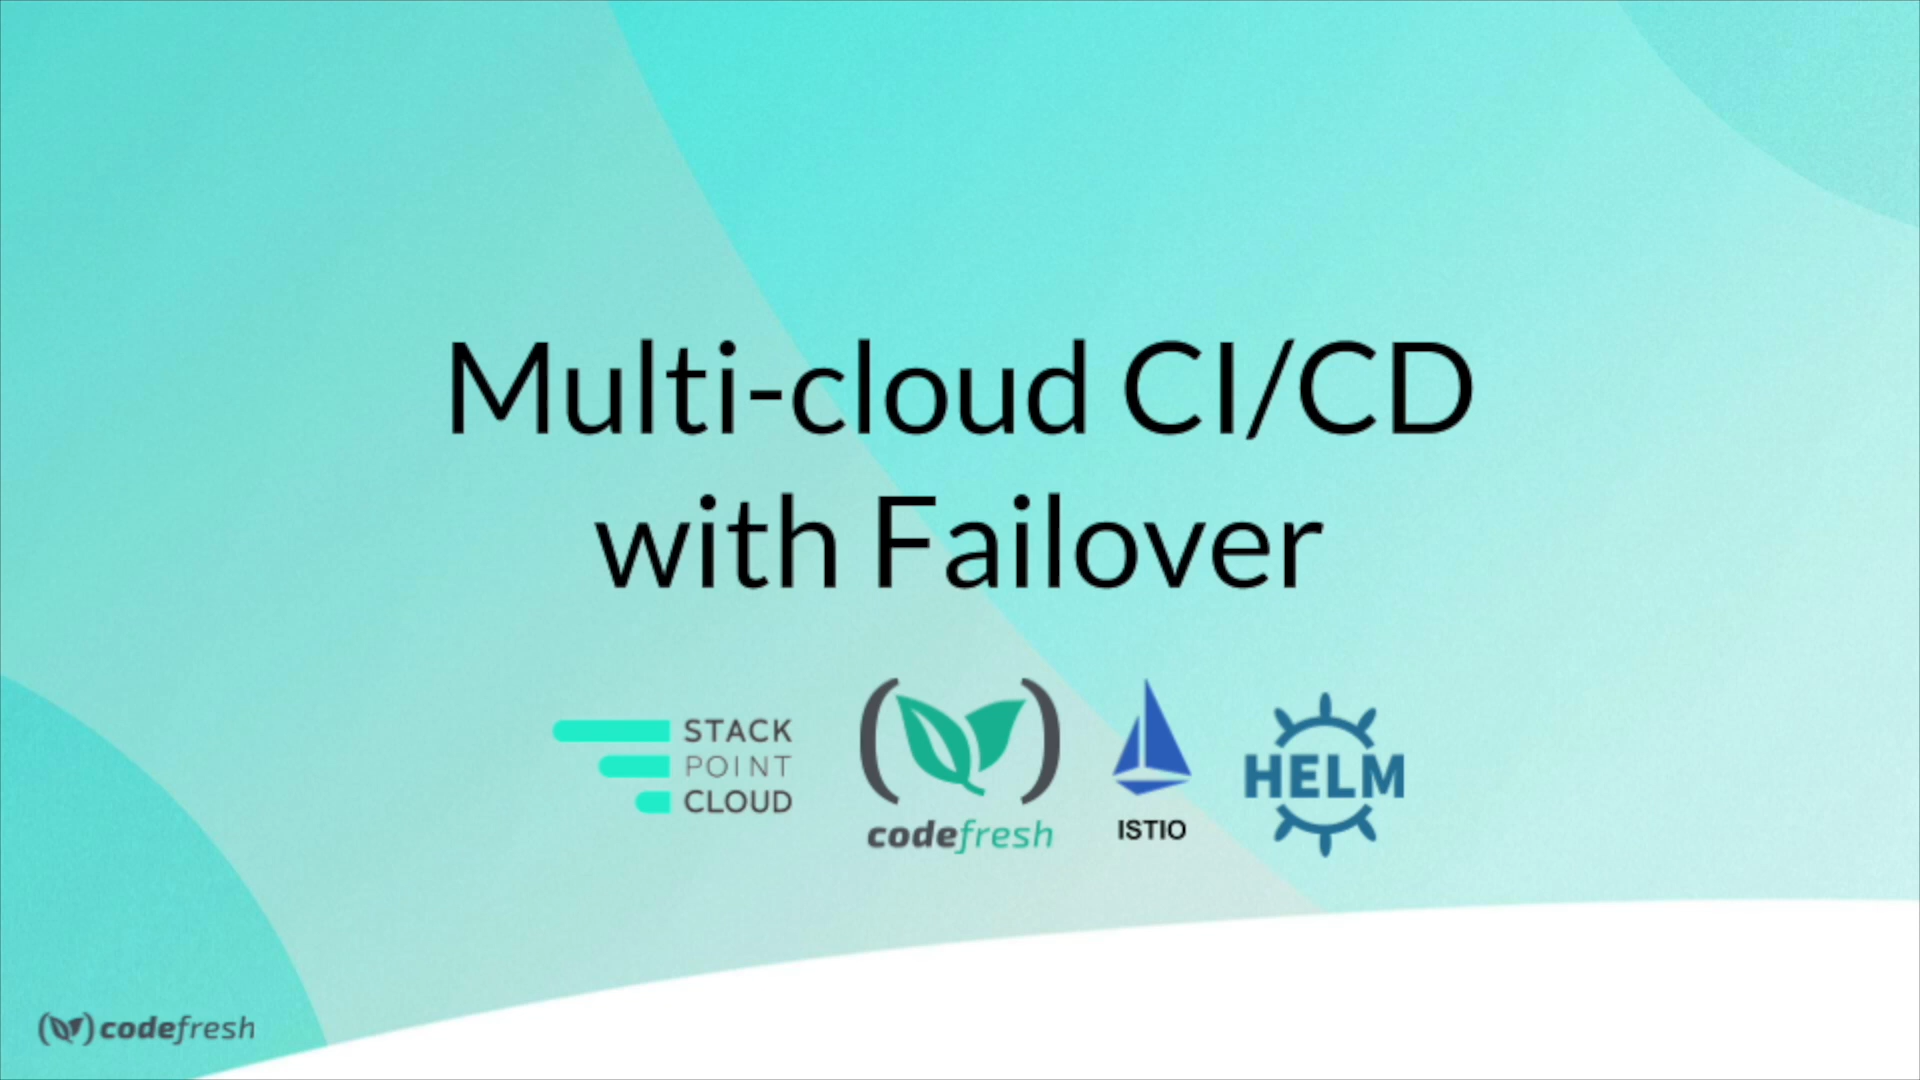 Multi-cloud CI/CD
with Failover
STACK
POINT
CLOUD
codefresh
ISTIO
HELM
codefresh